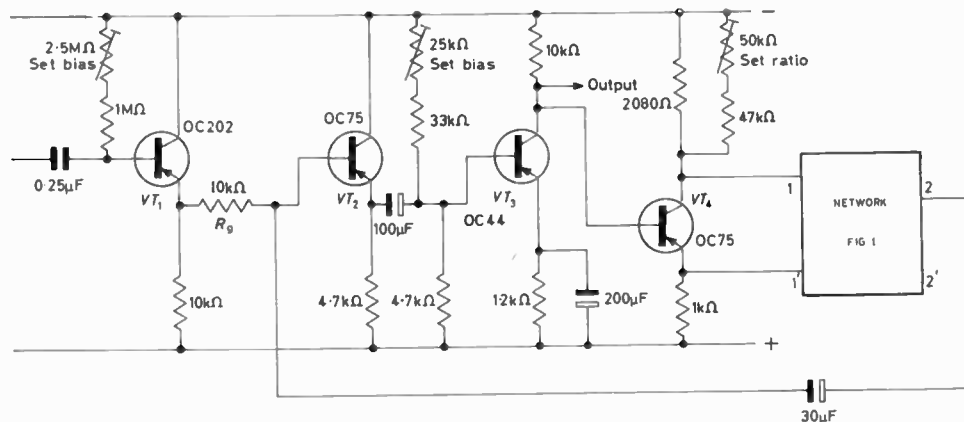 2·5MΩ
Set bias
1MΩ
0·25μF
OC202
VT1
10kΩ
Rg
10kΩ
OC75
VT2
100μF
4·7kΩ
25kΩ
Set bias
33kΩ
4·7kΩ
10kΩ
Output
VT3
OC44
1·2kΩ
200μF
2080Ω
50kΩ
Set ratio
47kΩ
VT4
OC75
1kΩ
1
1'
NETWORK
FIG 1
2
2'
30μF
− −
+